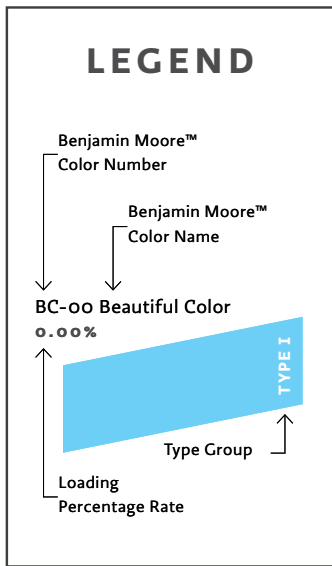 LEGEND
Benjamin Moore™
Color Number
Benjamin Moore™
Color Name
BC-00 Beautiful Color
0.00%
TYPE I
Type Group
Loading
Percentage Rate